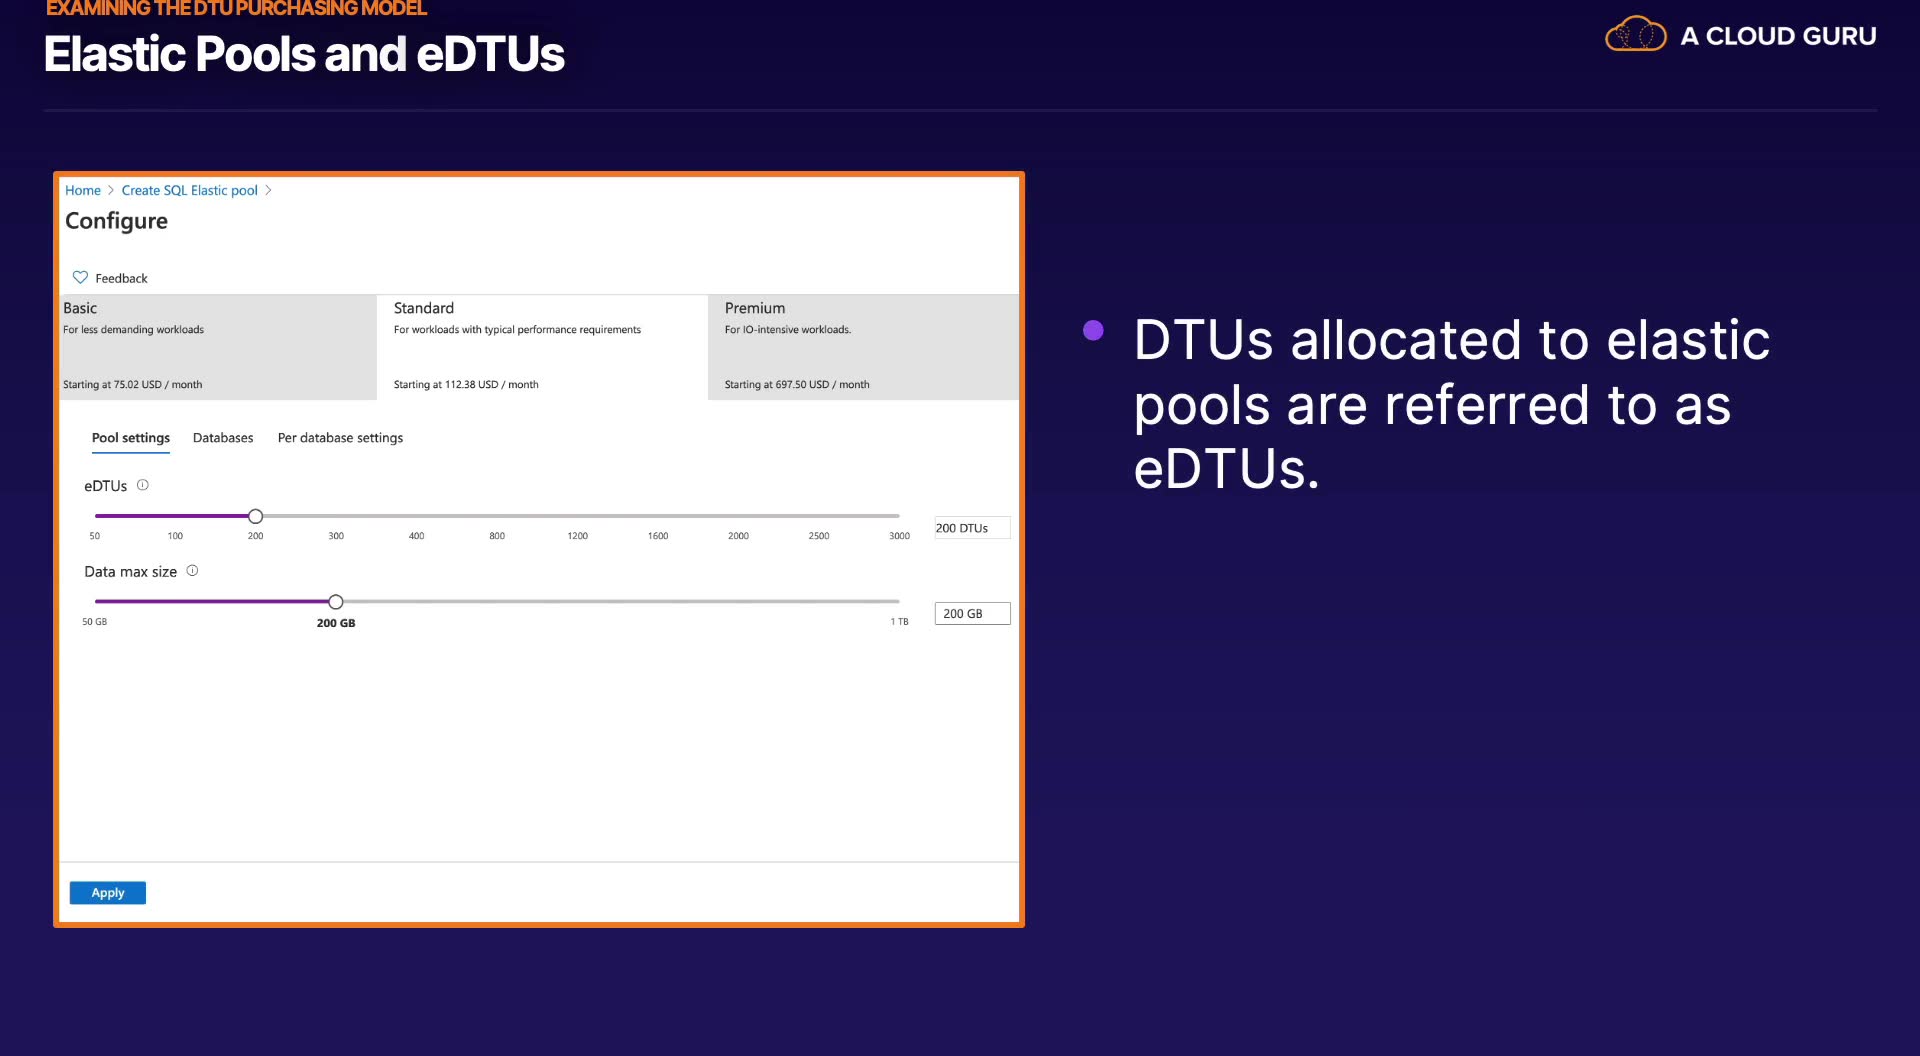 EXAMINING THE DTU PURCHASING MODEL
Elastic Pools and eDTUs
A CLOUD GURU
Home > Create SQL Elastic pool >
Configure
Feedback
Basic
For less demanding workloads
Starting at 75.02 USD / month
Standard
For workloads with typical performance requirements
Starting at 112.38 USD / month
Premium
For IO-intensive workloads.
Starting at 697.50 USD / month
Pool settings Databases Per database settings
eDTUs
50 100 200 300 400 800 1200 1600 2000 2500 3000
200 DTUs
Data max size
50 GB 200 GB 1 TB
200 GB
Apply
DTUs allocated to elastic
pools are referred to as
eDTUs.